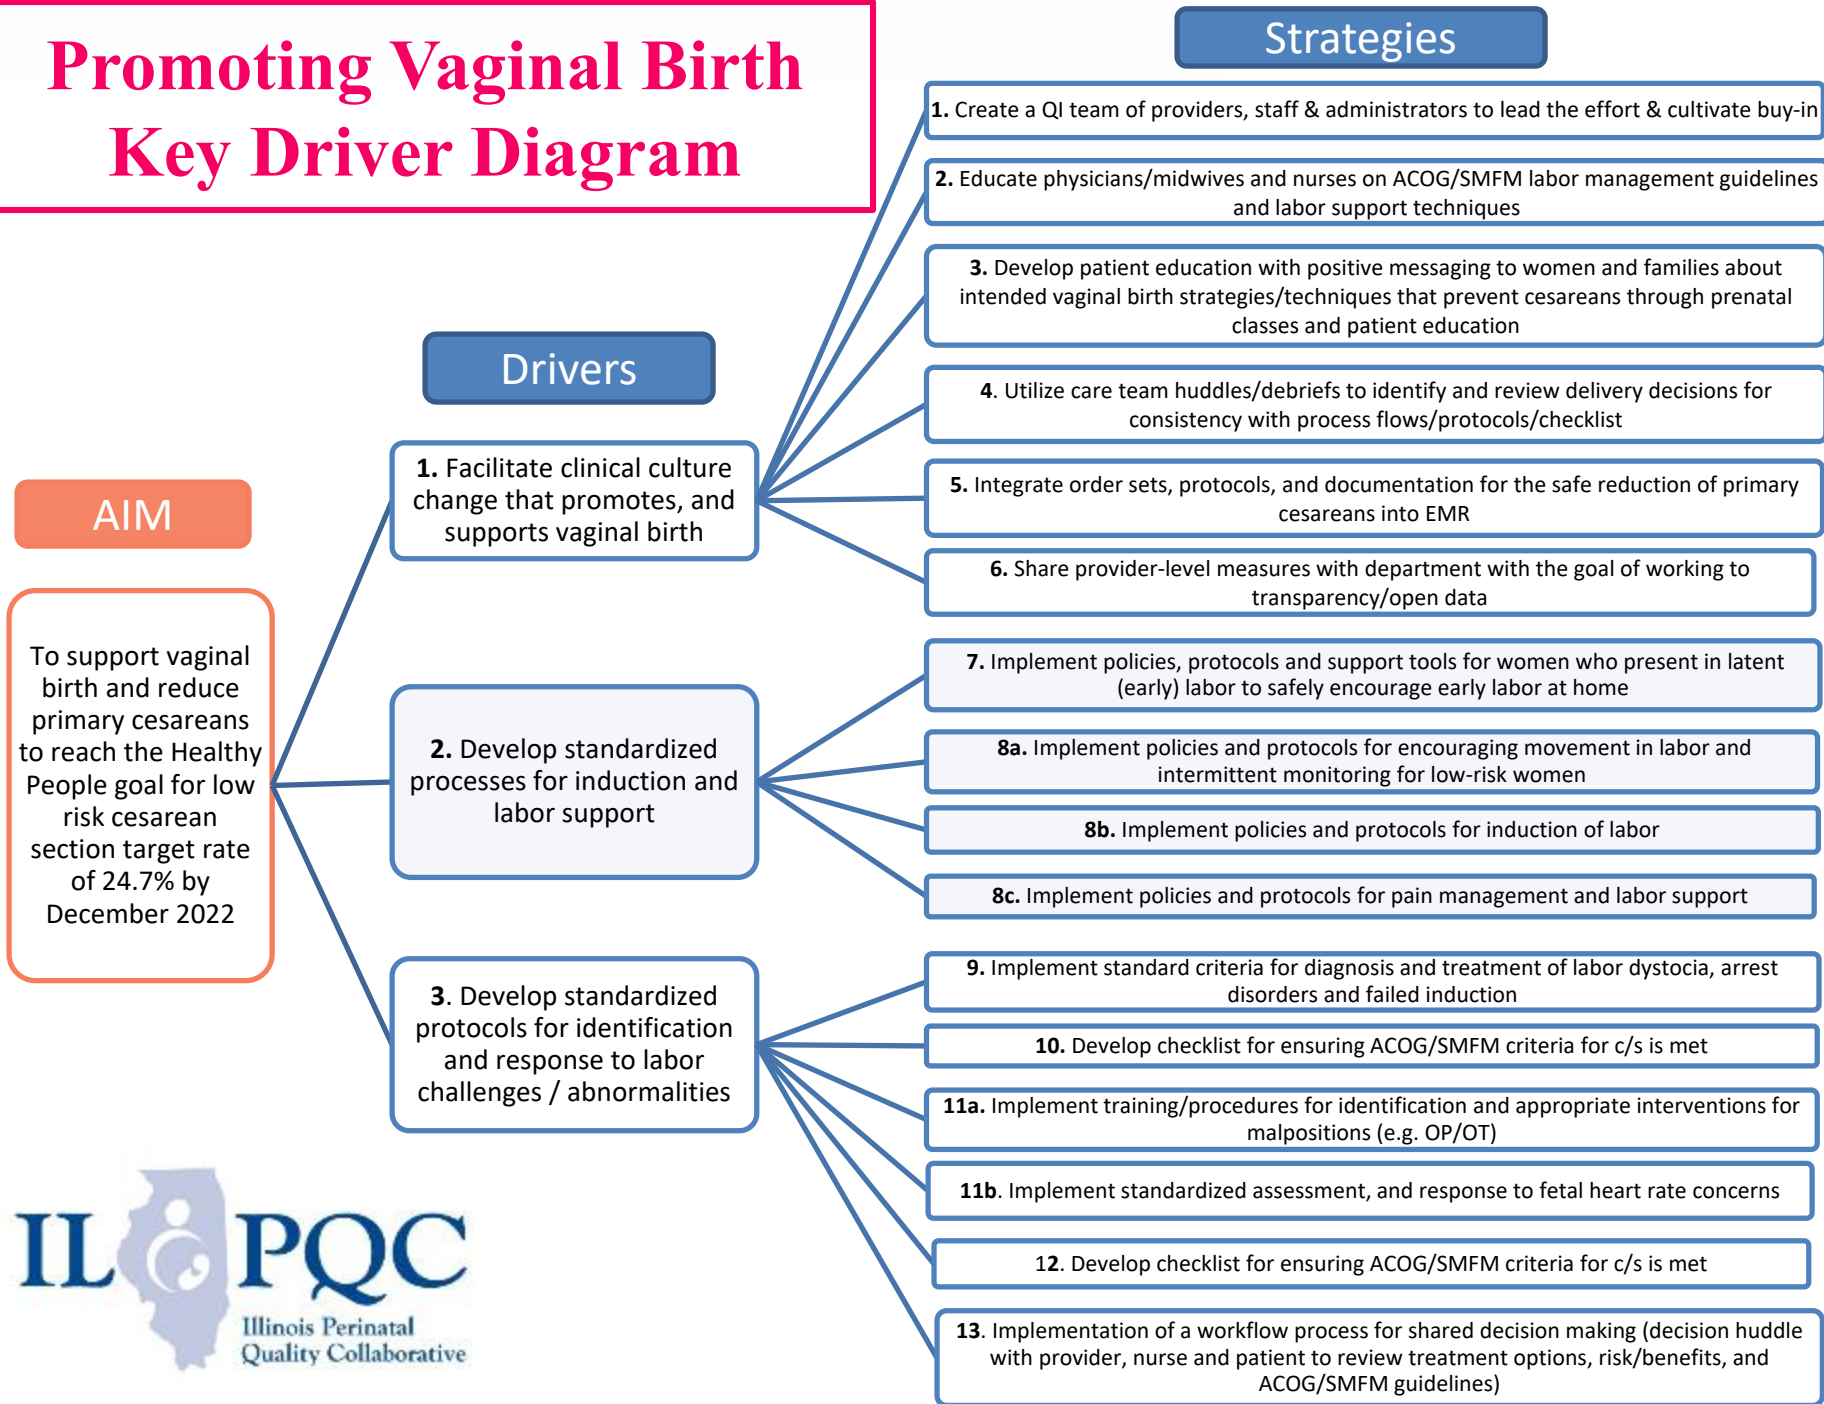 Promoting Vaginal Birth
Key Driver Diagram
Strategies
1. Create a QI team of providers, staff & administrators to lead the effort & cultivate buy-in
2. Educate physicians/midwives and nurses on ACOG/SMFM labor management guidelines
and labor support techniques
3. Develop patient education with positive messaging to women and families about
intended vaginal birth strategies/techniques that prevent cesareans through prenatal
classes and patient education
4. Utilize care team huddles/debriefs to identify and review delivery decisions for
consistency with process flows/protocols/checklist
5. Integrate order sets, protocols, and documentation for the safe reduction of primary
cesareans into EMR
6. Share provider-level measures with department with the goal of working to
transparency/open data
7. Implement policies, protocols and support tools for women who present in latent
(early) labor to safely encourage early labor at home
8a. Implement policies and protocols for encouraging movement in labor and
intermittent monitoring for low-risk women
8b. Implement policies and protocols for induction of labor
8c. Implement policies and protocols for pain management and labor support
9. Implement standard criteria for diagnosis and treatment of labor dystocia, arrest
disorders and failed induction
10. Develop checklist for ensuring ACOG/SMFM criteria for c/s is met
11a. Implement training/procedures for identification and appropriate interventions for
malpositions (e.g. OP/OT)
11b. Implement standardized assessment, and response to fetal heart rate concerns
12. Develop checklist for ensuring ACOG/SMFM criteria for c/s is met
13. Implementation of a workflow process for shared decision making (decision huddle
with provider, nurse and patient to review treatment options, risk/benefits, and
ACOG/SMFM guidelines)
Drivers
1. Facilitate clinical culture
change that promotes, and
supports vaginal birth
2. Develop standardized
processes for induction and
labor support
3. Develop standardized
protocols for identification
and response to labor
challenges / abnormalities
AIM
To support vaginal
birth and reduce
primary cesareans
to reach the Healthy
People goal for low
risk cesarean
section target rate
of 24.7% by
December 2022
IL PQC
Illinois Perinatal
Quality Collaborative